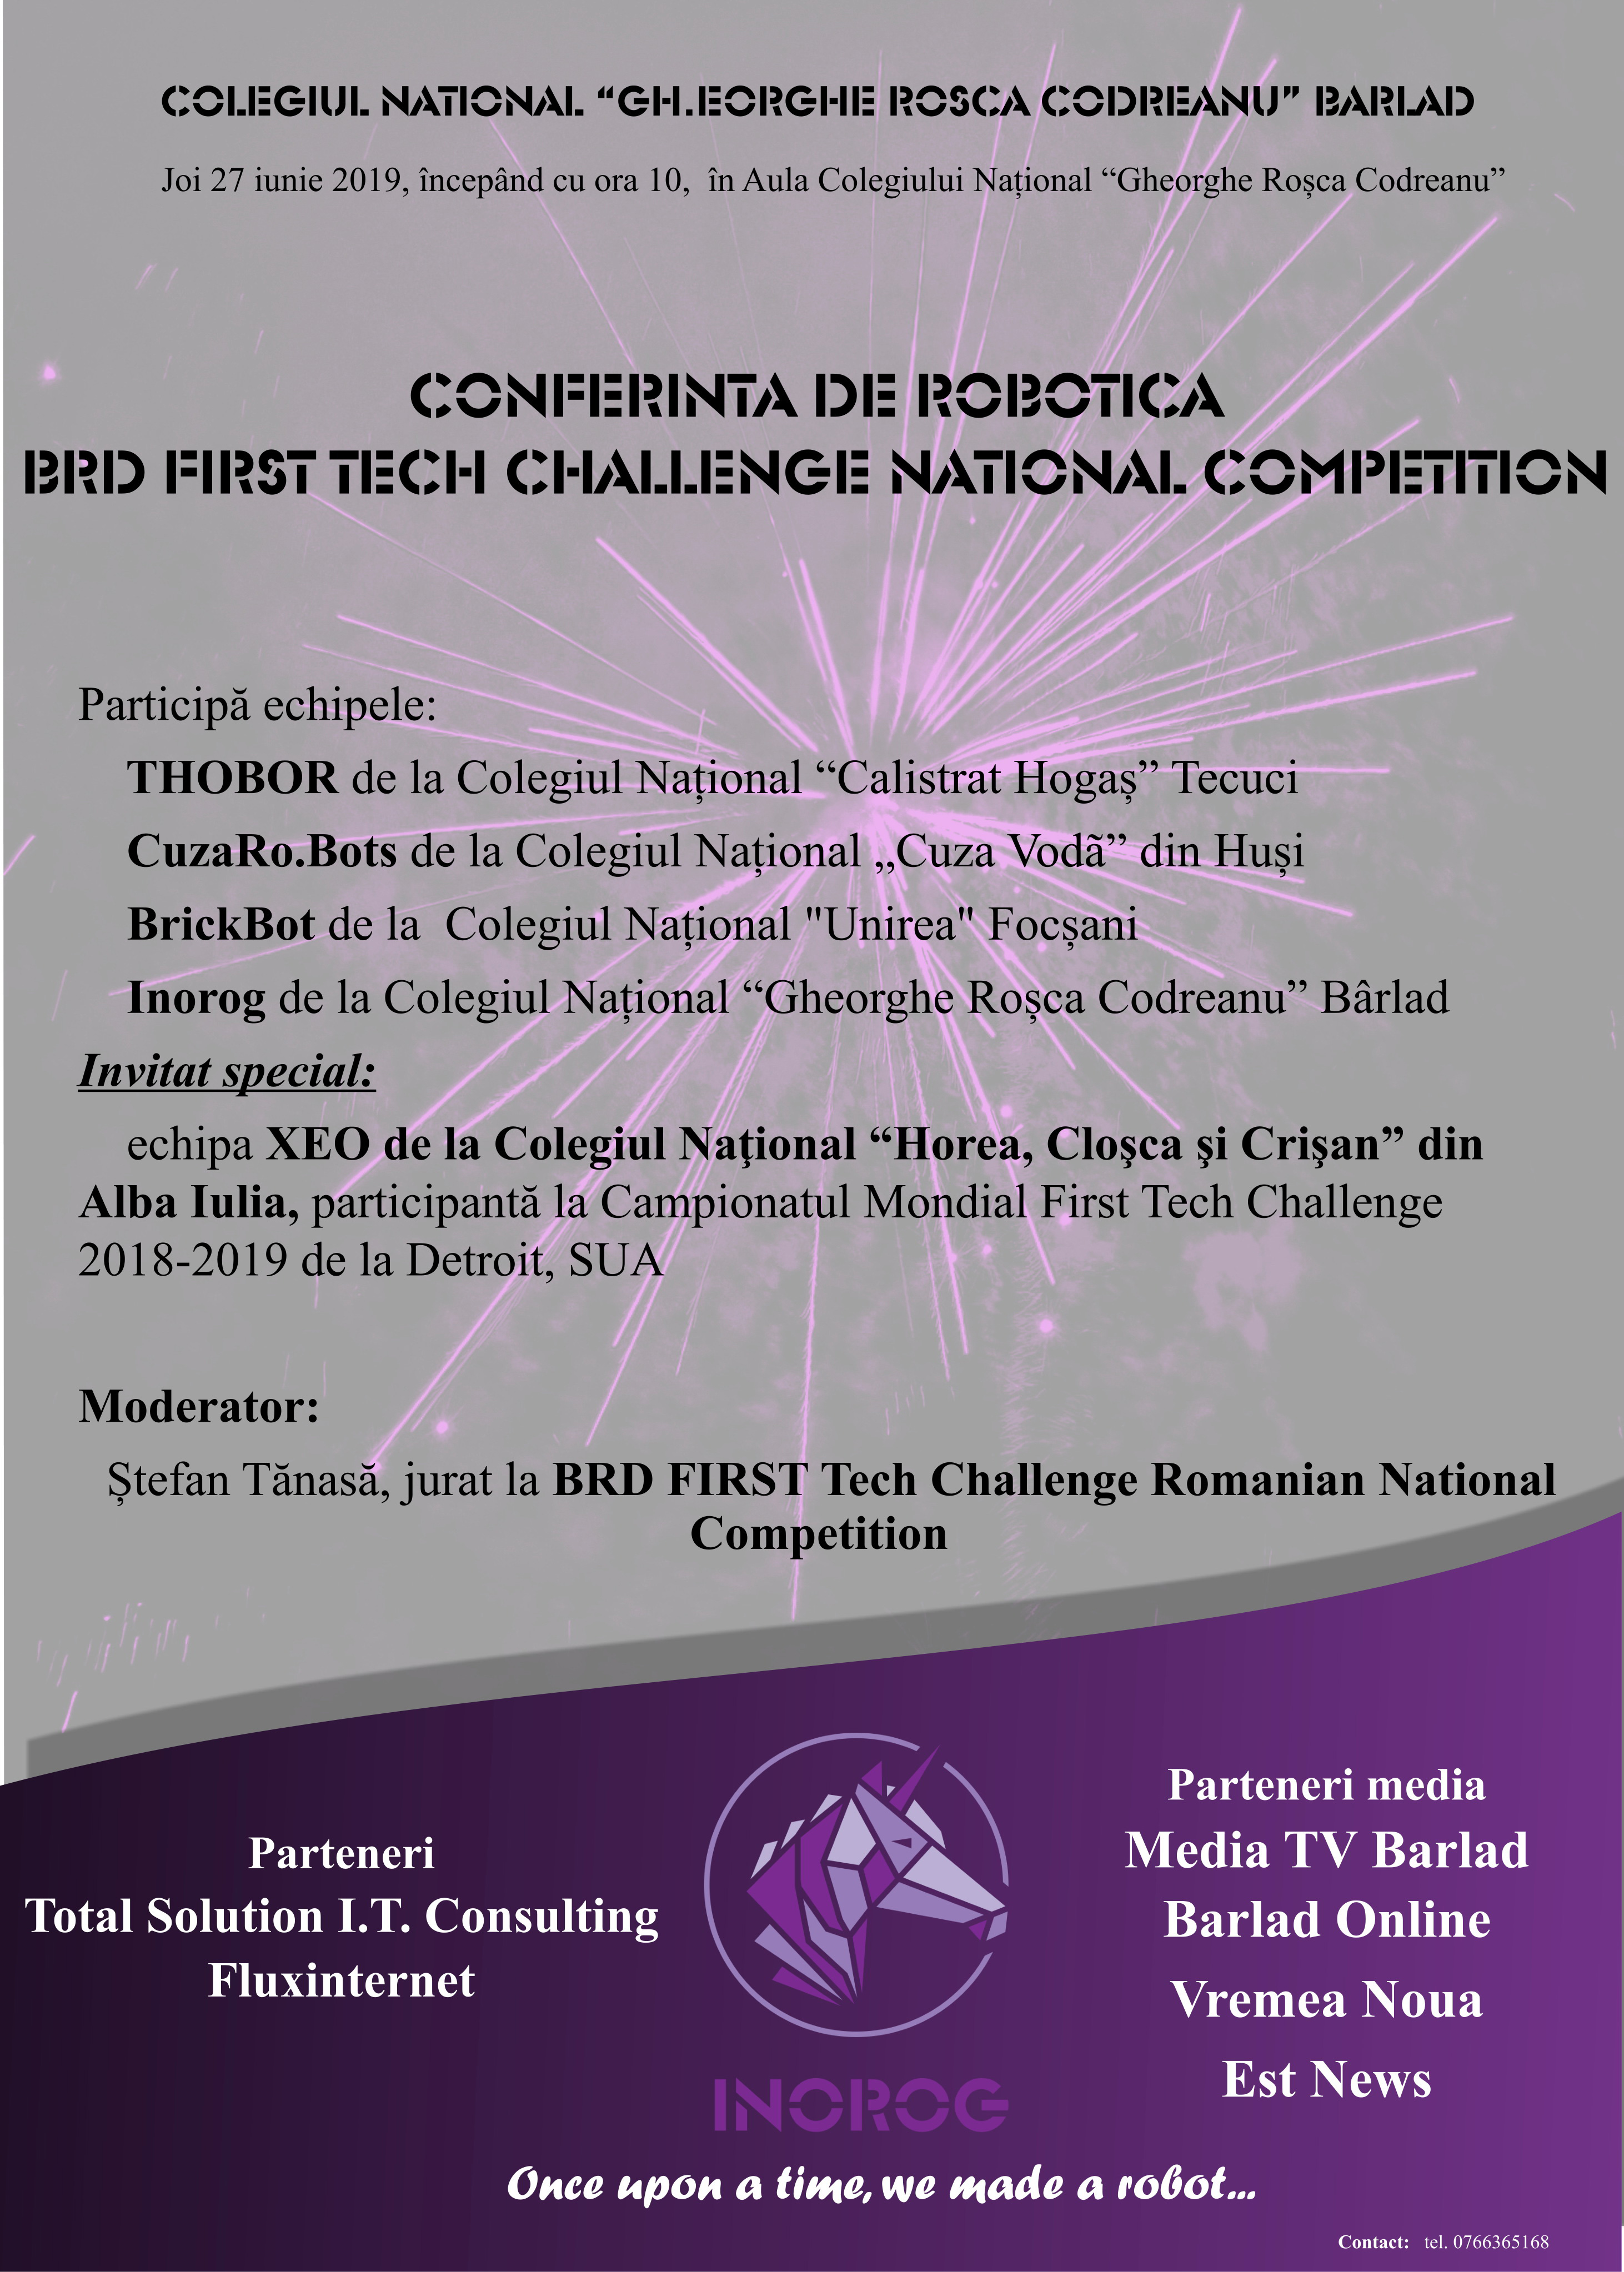 COLEGIUL NATIONAL “GH.EORGHE ROSCA CODREANU” BARLAD
Joi 27 iunie 2019, începând cu ora 10, în Aula Colegiului Național “Gheorghe Roșca Codreanu”
CONFERINTA DE ROBOTICA
BRD FIRST TECH CHALLENGE NATIONAL COMPETITION
Participă echipele:
THOBOR de la Colegiul Național “Calistrat Hogaș” Tecuci
CuzaRo.Bots de la Colegiul Național „Cuza Vodã” din Huși
BrickBot de la Colegiul Național "Unirea" Focșani
Inorog de la Colegiul Național “Gheorghe Roșca Codreanu” Bârlad
Invitat special:
echipa XEO de la Colegiul Naţional “Horea, Cloşca şi Crişan” din
Alba Iulia, participantă la Campionatul Mondial First Tech Challenge
2018-2019 de la Detroit, SUA
Moderator:
Ștefan Tănasă, jurat la BRD FIRST Tech Challenge Romanian National
Competition
Parteneri
Total Solution I.T. Consulting
Fluxinternet
INOROG
Parteneri media
Media TV Barlad
Barlad Online
Vremea Noua
Est News
Once upon a time, we made a robot...
Contact: tel. 0766365168